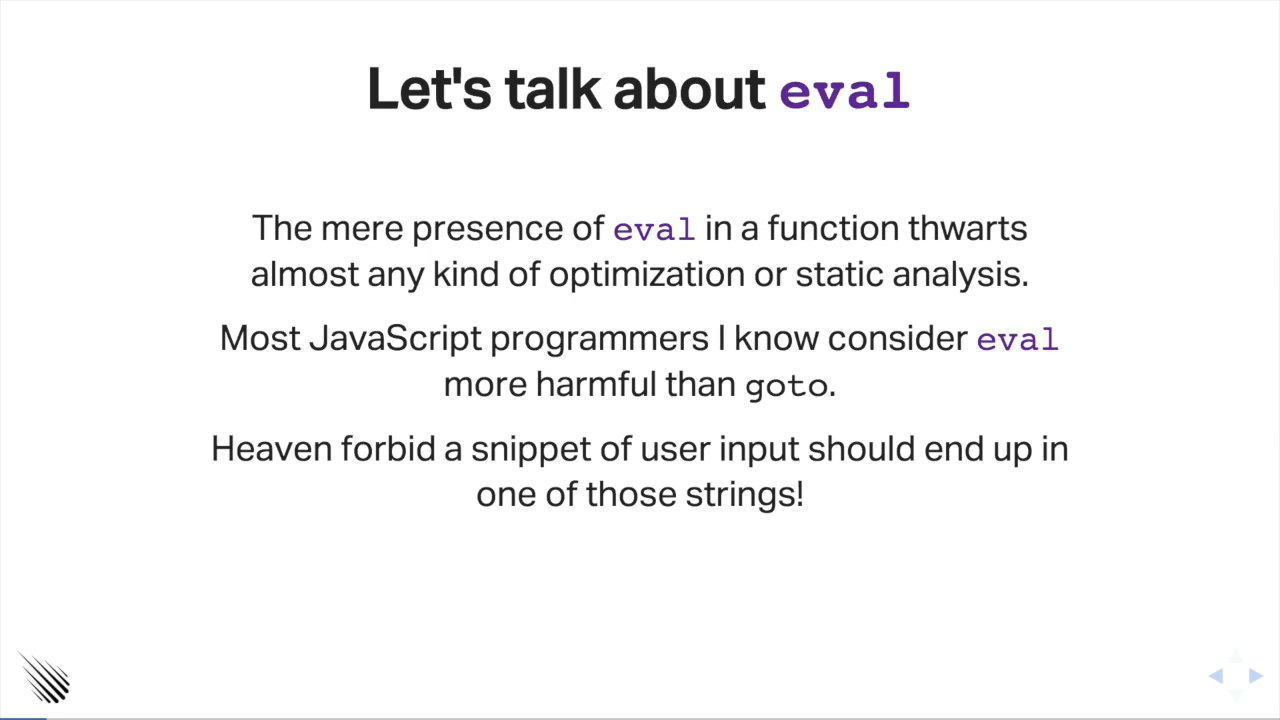 Let's talk about eval
The mere presence of eval in a function thwarts
almost any kind of optimization or static analysis.
Most JavaScript programmers I know consider eval
more harmful than goto.
Heaven forbid a snippet of user input should end up in
one of those strings!